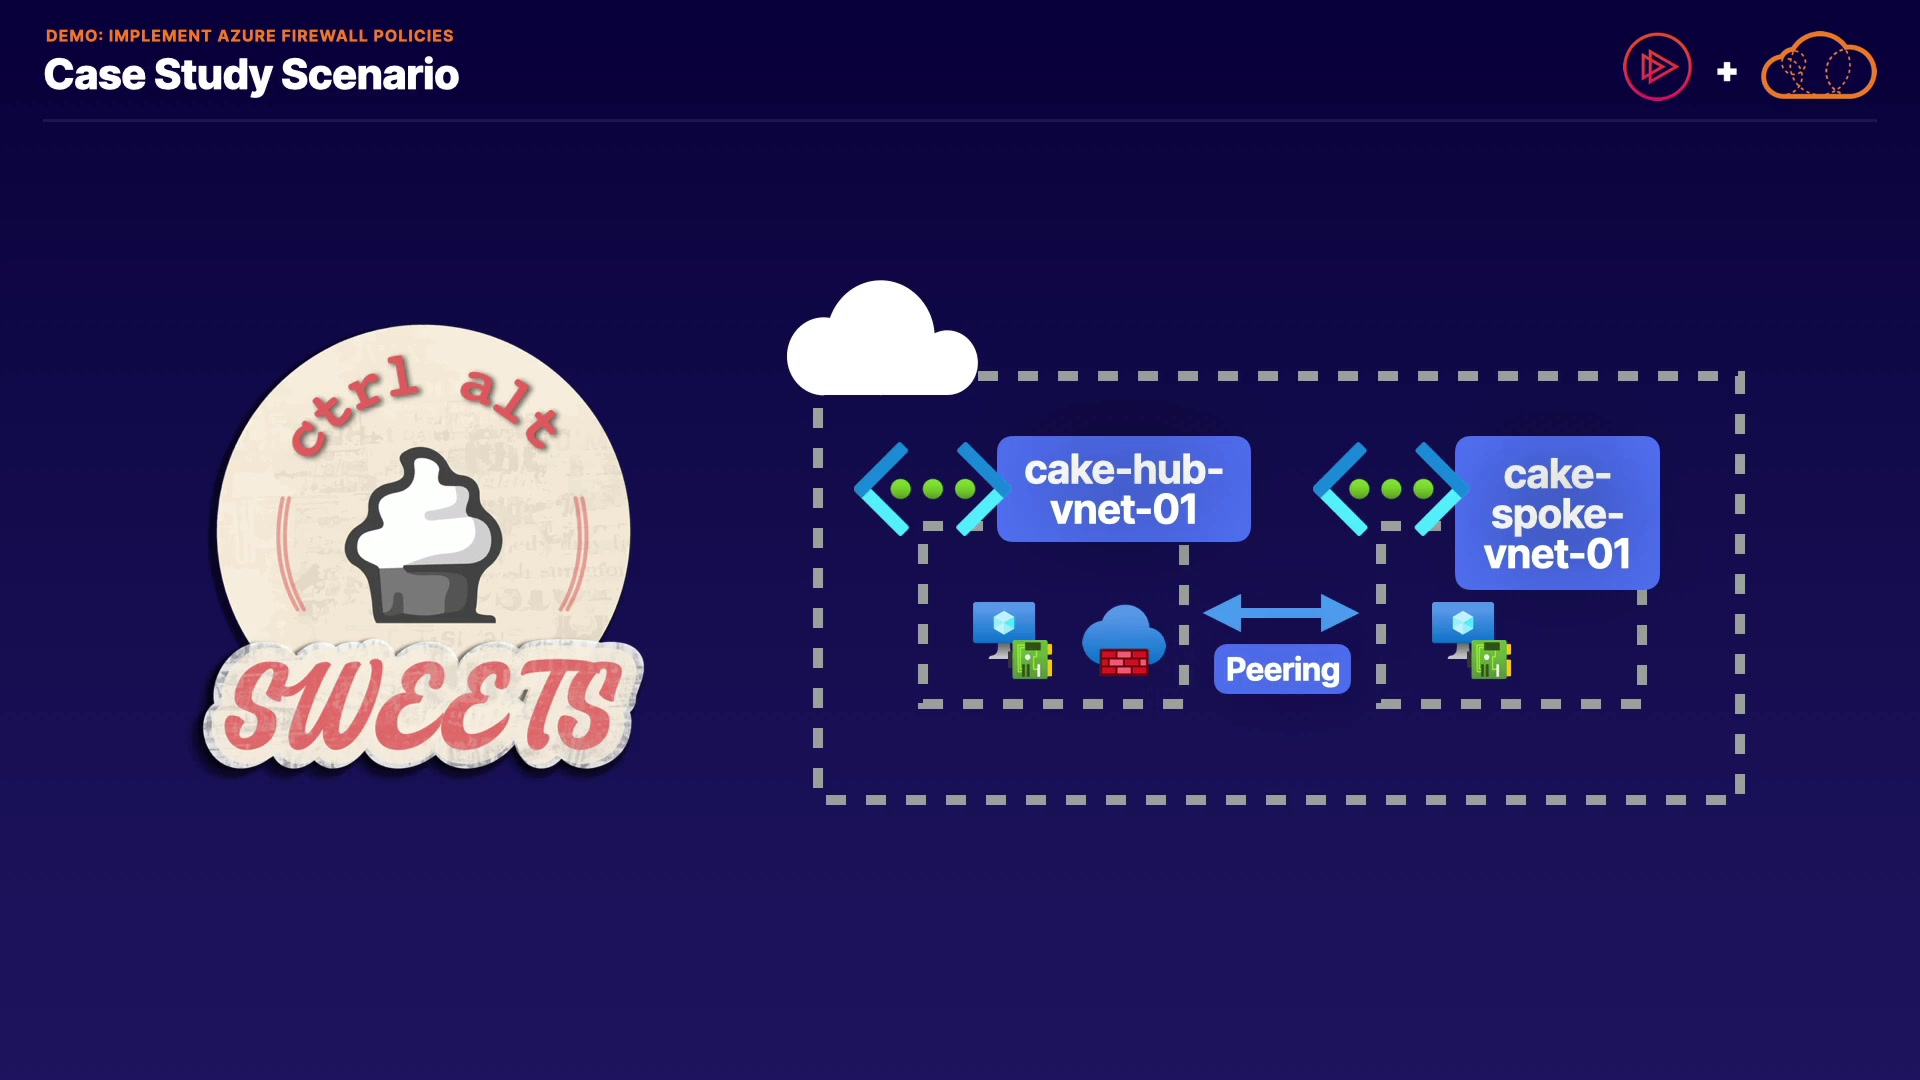 DEMO: IMPLEMENT AZURE FIREWALL POLICIES
Case Study Scenario
ctrl alt
SWEETS
cake-hub-
vnet-01
cake-
spoke-
vnet-01
Peering